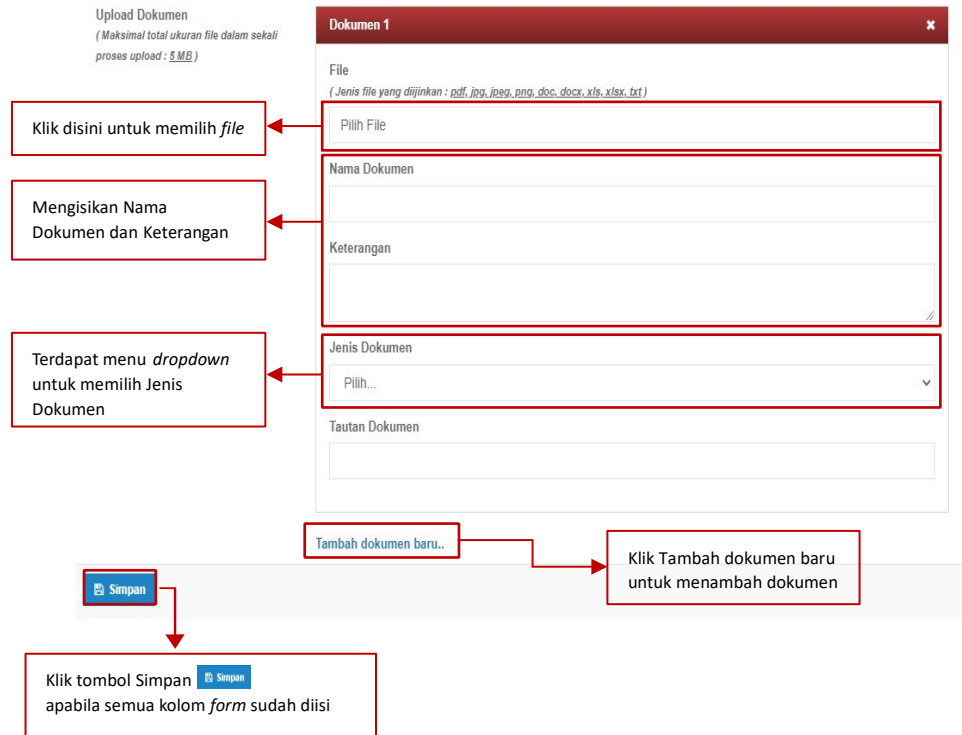 Upload Dokumen
( Maksimal total ukuran file dalam sekali
proses upload : 5 MB )
Dokumen 1
File
( Jenis file yang diijinkan : pdf, jpg, jpeg, png, doc, docx, xls, xlsx, txt )
Klik disini untuk memilih file
Pilih File
Nama Dokumen
Mengisikan Nama
Dokumen dan Keterangan
Keterangan
Jenis Dokumen
Terdapat menu dropdown
untuk memilih Jenis
Dokumen
Pilih...
Tautan Dokumen
Tambah dokumen baru..
Klik Tambah dokumen baru
untuk menambah dokumen
Simpan
Klik tombol Simpan Simpan
apabila semua kolom form sudah diisi